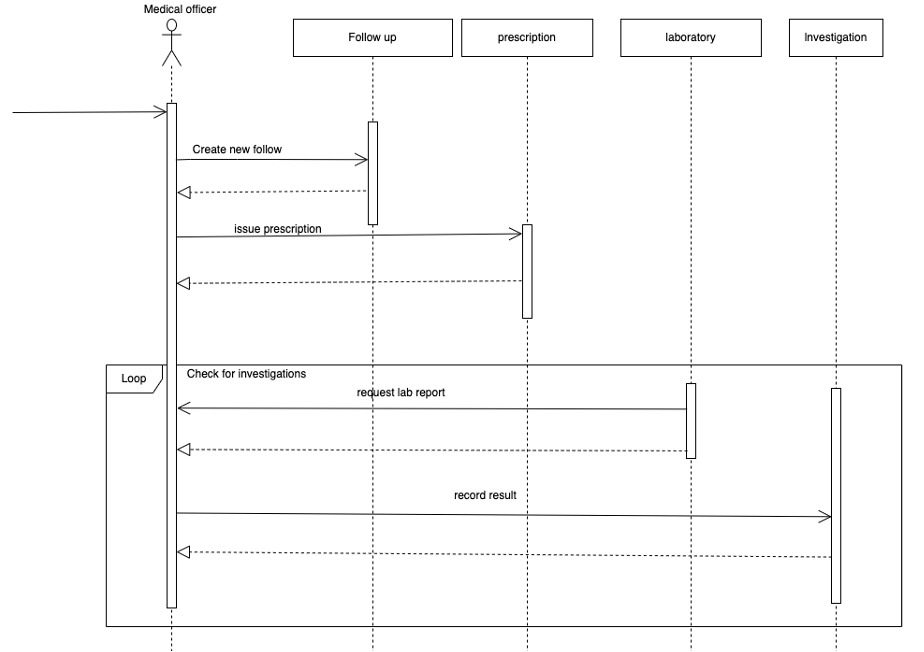 Medical officer
Follow up
prescription
laboratory
Investigation
Create new follow
issue prescription
Loop
Check for investigations
request lab report
record result